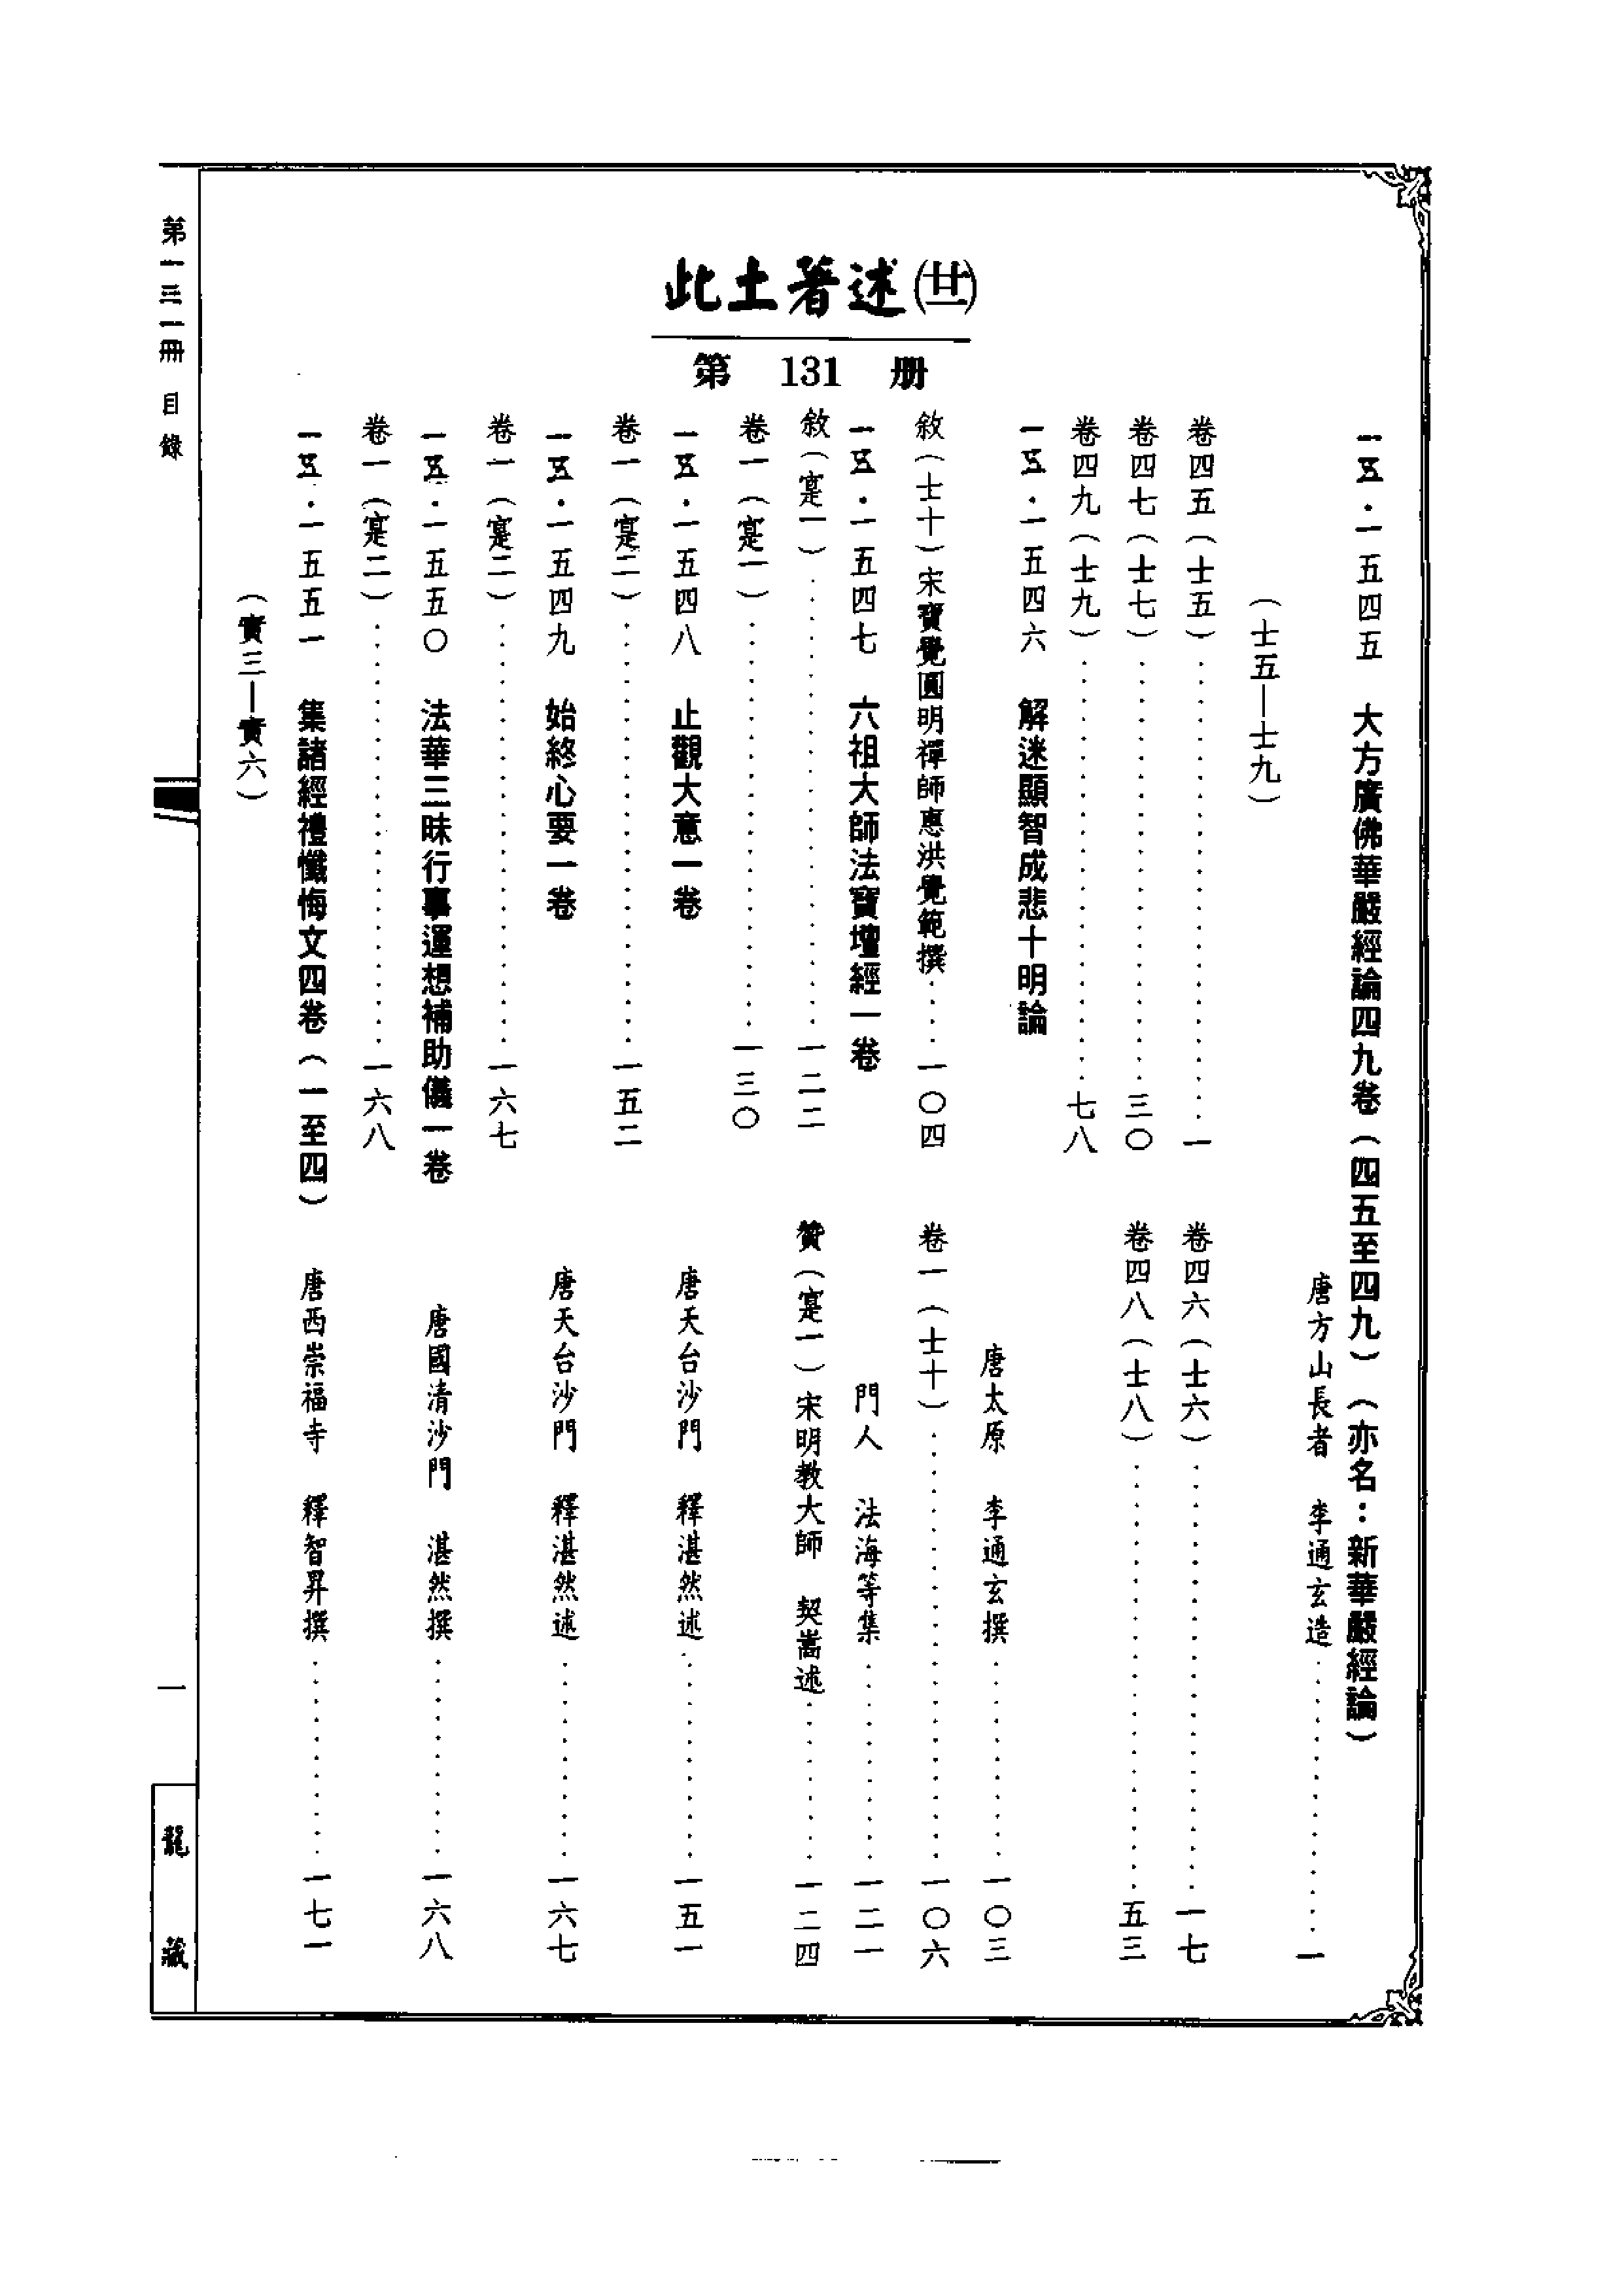 此土著述（廿一）
第 131 册
一五·一五四五 大方廣佛華嚴經論四九卷（四五至四九）（亦名：新華嚴經論）
唐方山長者 李通玄造……一
（士五—士九）
卷四五（士五）……一 卷四六（士六）……一七
卷四七（士七）……三〇 卷四八（士八）……五三
卷四九（士九）……七八
一五·一五四六 解迷顯智成悲十明論
唐太原 李通玄撰……一〇三
敘（士十）宋寶覺圓明禪師惠洪覺範撰……一〇四 卷一（士十）……一〇六
一五·一五四七 六祖大師法寶壇經一卷 門人 法海等集……一二一
敘（寔一）……一二二 贊（寔一）宋明教大師 契嵩述……一二四
卷一（寔一）……一三〇
一五·一五四八 止觀大意一卷 唐天台沙門 釋湛然述……一五一
卷一（寔二）……一五二
一五·一五四九 始終心要一卷 唐天台沙門 釋湛然述……一六七
卷一（寔二）……一六七
一五·一五五〇 法華三昧行事運想補助儀一卷 唐國清沙門 湛然撰……一六八
卷一（寔二）……一六八
一五·一五五一 集諸經禮懺悔文四卷（一至四） 唐西崇福寺 釋智昇撰……一七一
（實三—實六）
第一三一冊 目錄
一
龍藏